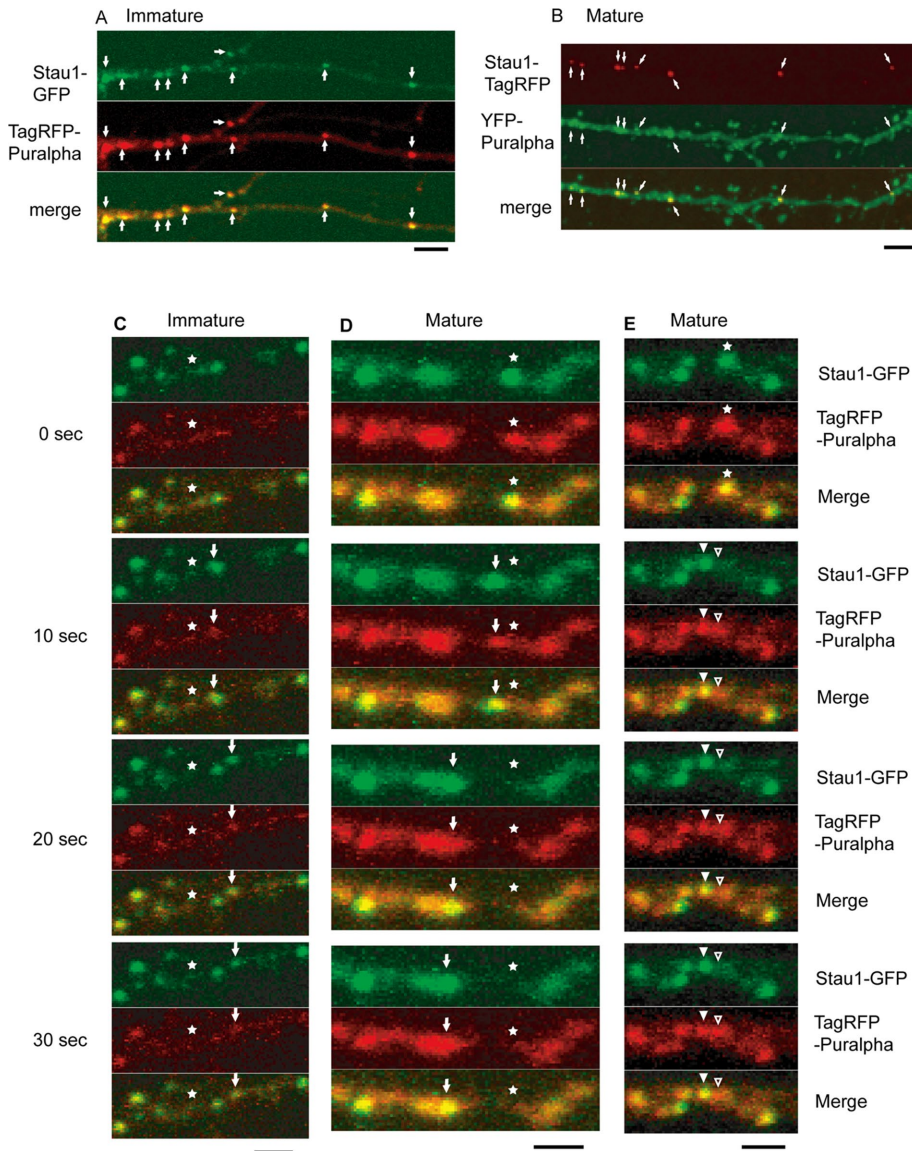 A Immature
B Mature
Stau1-
GFP
TagRFP-
Puralpha
merge
Stau1-
TagRFP
YFP-
Puralpha
merge
C Immature
D Mature
E Mature
0 sec
Stau1-GFP
TagRFP
-Puralpha
Merge
10 sec
Stau1-GFP
TagRFP
-Puralpha
Merge
20 sec
Stau1-GFP
TagRFP
-Puralpha
Merge
30 sec
Stau1-GFP
TagRFP
-Puralpha
Merge